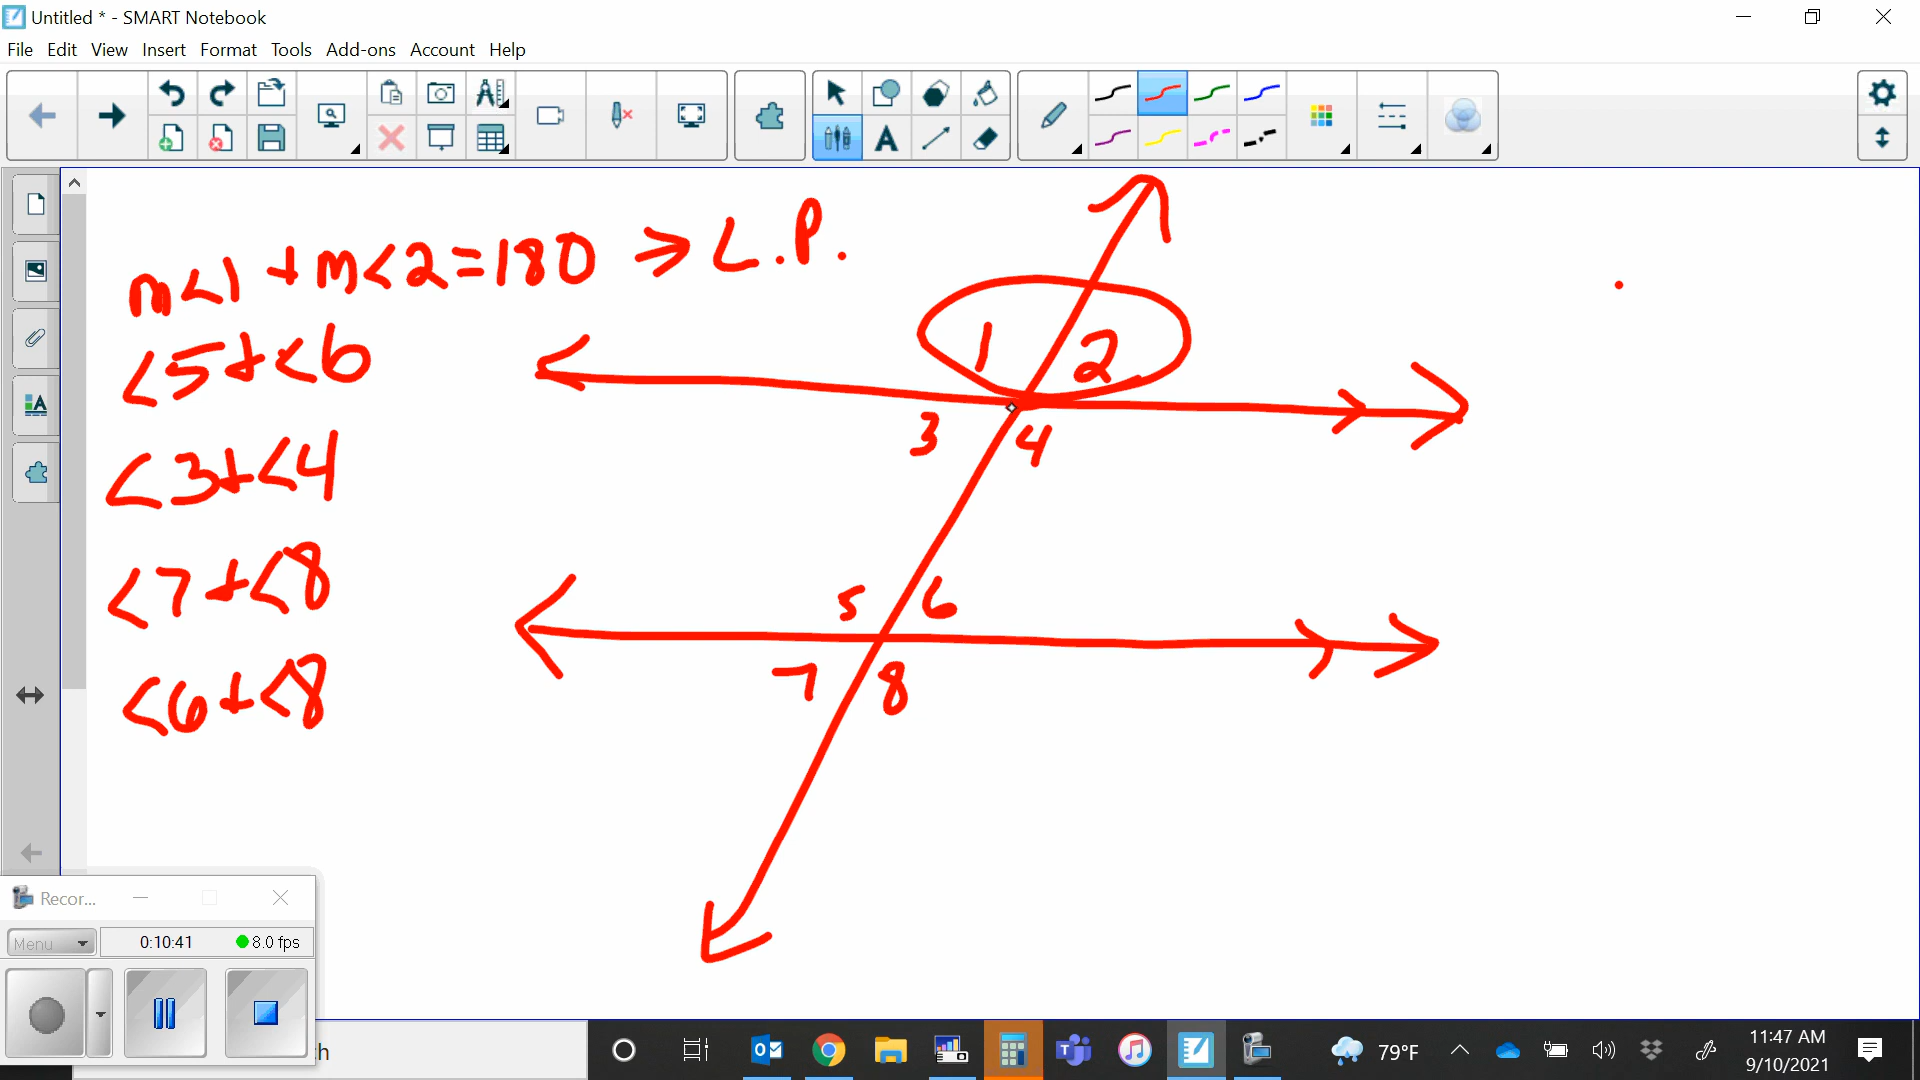 Untitled * - SMART Notebook
File Edit View Insert Format Tools Add-ons Account Help
m<1 + m<2 = 180 → L.P.
<5 + <6
<3 + <4
<7 + <8
<6 + <8
1 2
3 4
5 6
7 8
Recor...
Menu 0:10:41 8.0 fps
h
79°F
11:47 AM
9/10/2021